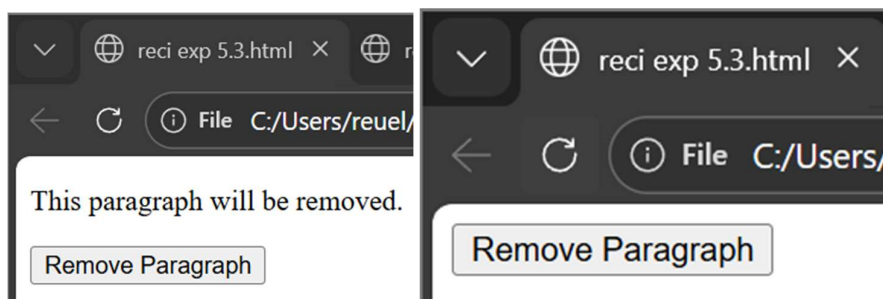 reci exp 5.3.html
File C:/Users/reuel/
This paragraph will be removed.
Remove Paragraph
reci exp 5.3.html
File C:/Users/
Remove Paragraph